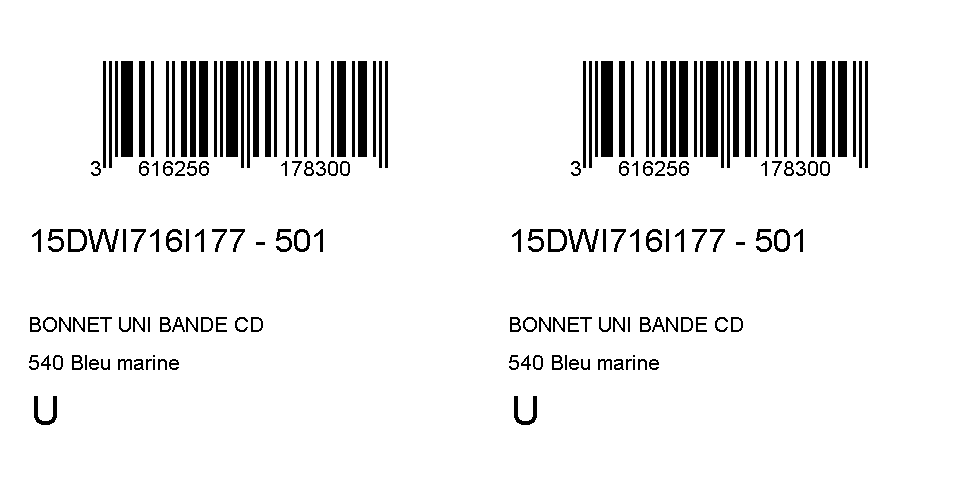 3 616256 178300
15DWI716I177 - 501
BONNET UNI BANDE CD
540 Bleu marine
U
3 616256 178300
15DWI716I177 - 501
BONNET UNI BANDE CD
540 Bleu marine
U